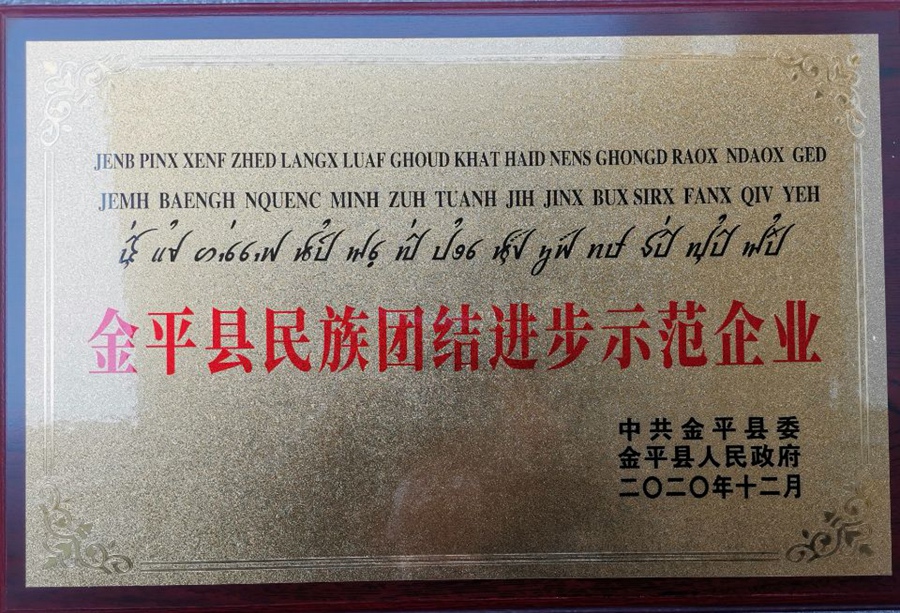 JENB PINX XENF ZHED LANGX LUAF GHOUD KHAT HAID NENS GHONGD RAOX NDAOX GED
JEMH BAENGH NQUENC MINH ZUH TUANH JIH JINX BUX SIRX FANX QIV YEH
金平县民族团结进步示范企业
中共金平县委
金平县人民政府
二〇二〇年十二月